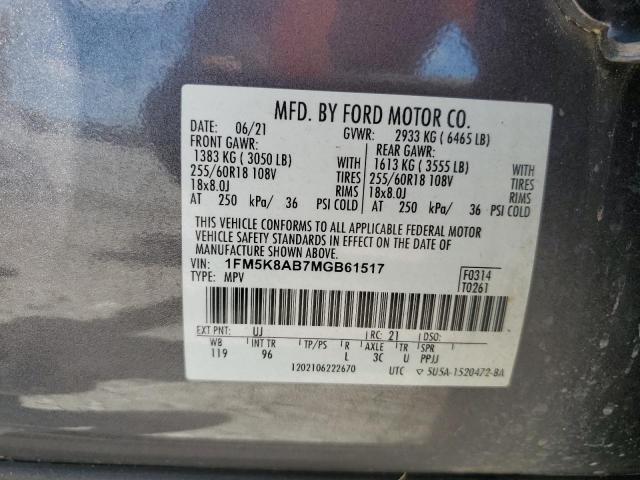 MFD. BY FORD MOTOR CO.
DATE: 06/21 GVWR: 2933 KG ( 6465 LB)
FRONT GAWR: REAR GAWR:
1383 KG ( 3050 LB) WITH 1613 KG ( 3555 LB) WITH
255/60R18 108V TIRES 255/60R18 108V TIRES
18x8.0J RIMS 18x8.0J RIMS
AT 250 kPa/ 36 PSI COLD AT 250 kPa/ 36 PSI COLD
THIS VEHICLE CONFORMS TO ALL APPLICABLE FEDERAL MOTOR
VEHICLE SAFETY STANDARDS IN EFFECT ON THE DATE OF
MANUFACTURE SHOWN ABOVE.
VIN: 1FM5K8AB7MGB61517 F0314
TYPE: MPV T0261
EXT PNT: UJ RC: 21 DSO:
WB INT TR TP/PS R AXLE TR SPR
119 96 L 3C U PPJJ
1202106222670 UTC ▽ 5U5A-1520472-BA